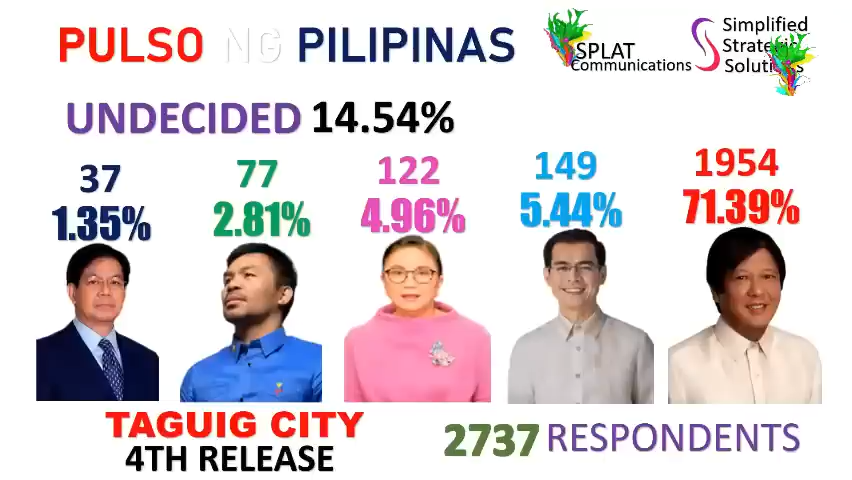 PULSO NG PILIPINAS
SPLAT
Communications
Simplified
Strategic
Solutions
UNDECIDED 14.54%
37
1.35%
77
2.81%
122
4.96%
149
5.44%
1954
71.39%
TAGUIG CITY
4TH RELEASE
2737 RESPONDENTS